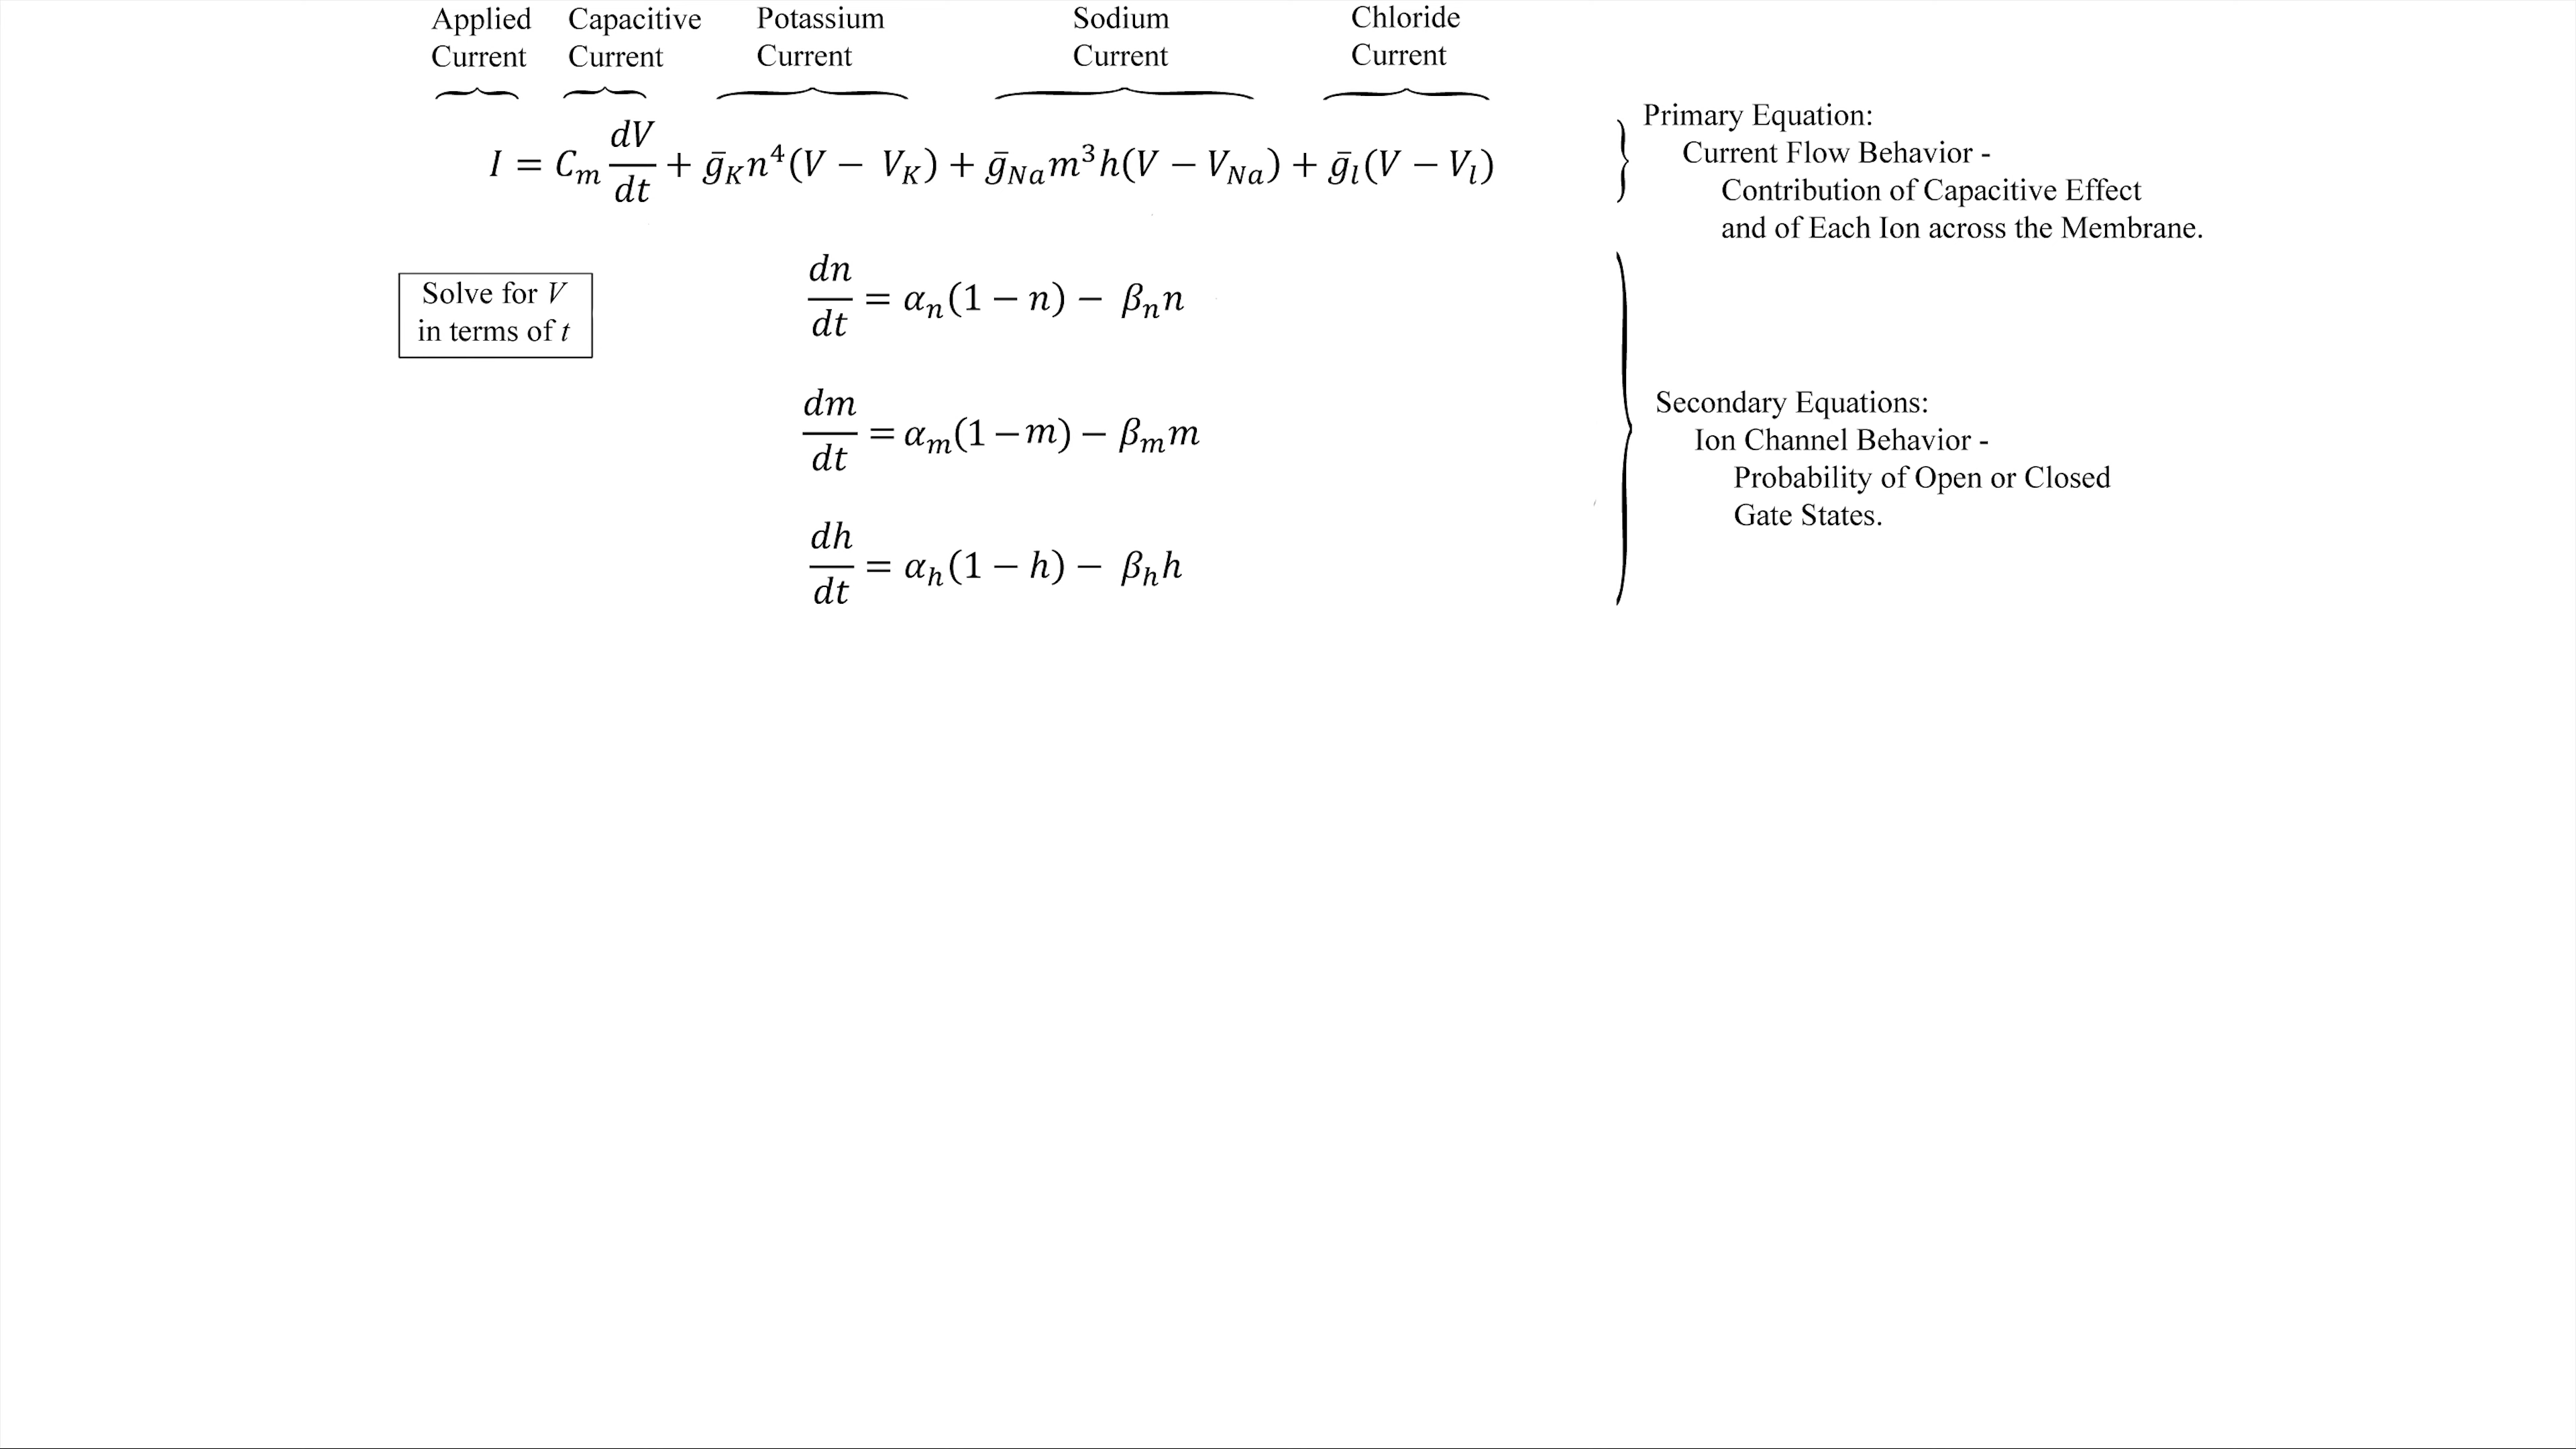 Applied Capacitive Potassium Sodium Chloride
Current Current Current Current Current
I = C_m dV/dt + ḡ_K n⁴(V − V_K) + ḡ_Na m³h(V − V_Na) + ḡ_l(V − V_l)
Primary Equation:
Current Flow Behavior -
Contribution of Capacitive Effect
and of Each Ion across the Membrane.
Solve for V
in terms of t
dn/dt = α_n(1 − n) − β_n n
dm/dt = α_m(1 − m) − β_m m
dh/dt = α_h(1 − h) − β_h h
Secondary Equations:
Ion Channel Behavior -
Probability of Open or Closed
Gate States.